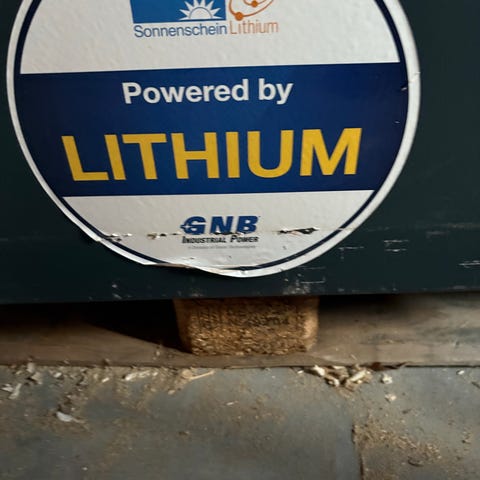 Sonnenschein Lithium
Powered by
LITHIUM
GNB
INDUSTRIAL POWER